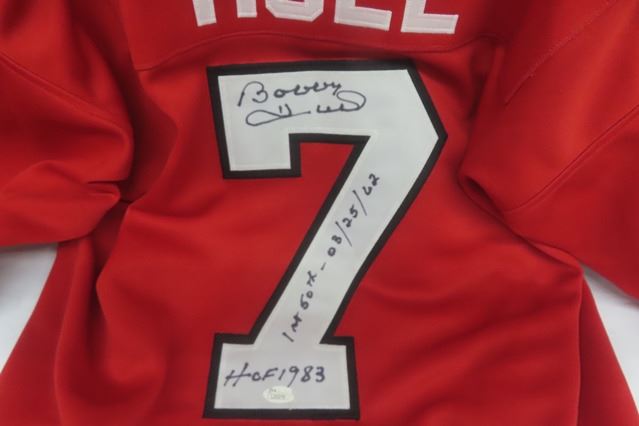 HULL
Bobby Hull
7
1st 50th - 03/25/62
HOF 1983